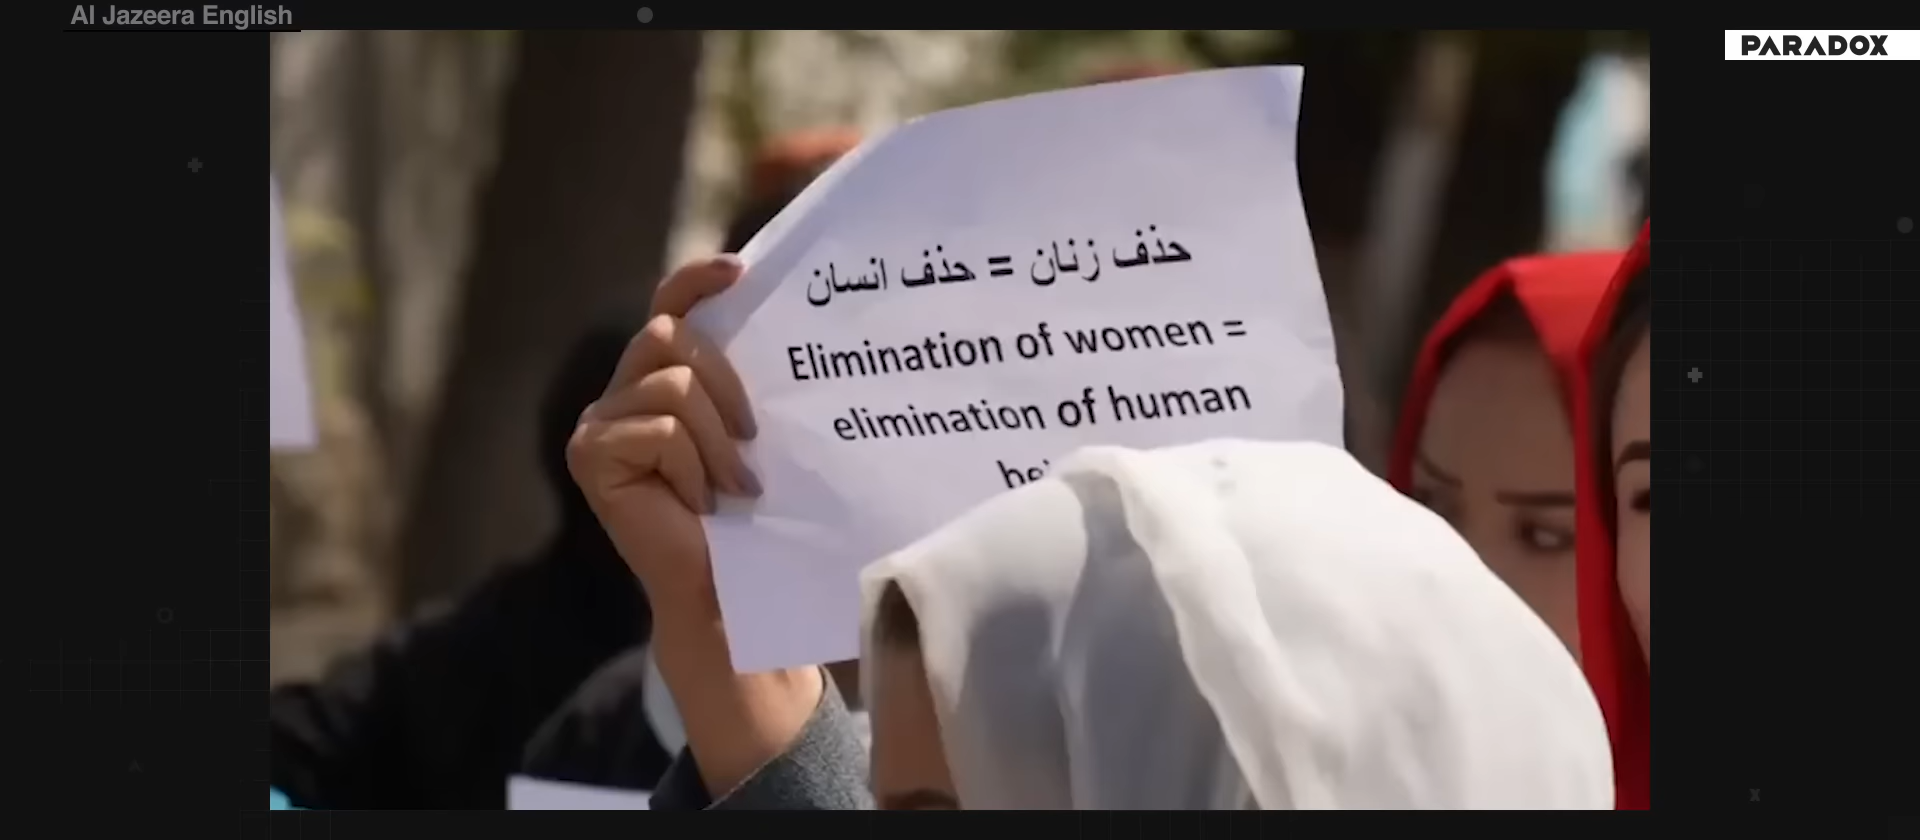 Al Jazeera English
PARADOX
حذف زنان = حذف انسان
Elimination of women =
elimination of human